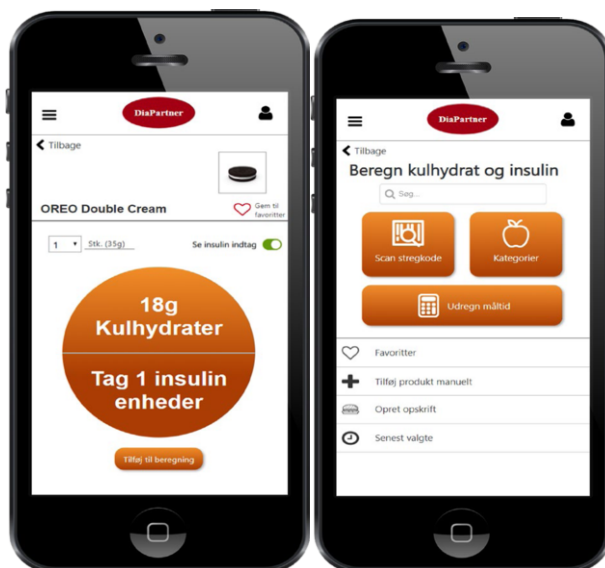 DiaPartner
Tilbage
OREO Double Cream
Gem til
favoritter
1 Stk. (35g)
Se insulin indtag
18g
Kulhydrater
Tag 1 insulin
enheder
Tilføj til beregning
DiaPartner
Tilbage
Beregn kulhydrat og insulin
Søg...
Scan stregkode
Kategorier
Udregn måltid
Favoritter
Tilføj produkt manuelt
Opret opskrift
Senest valgte